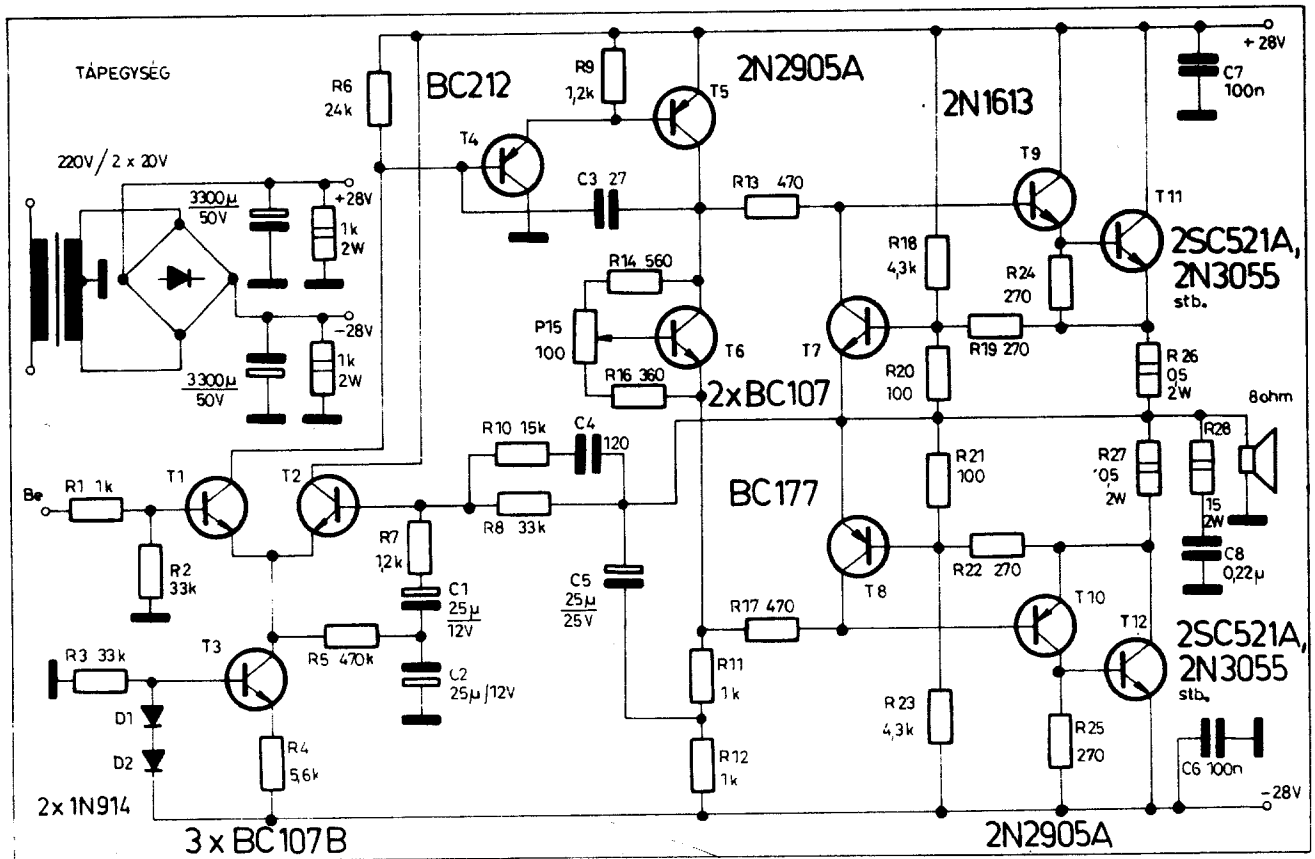 TÁPEGYSÉG
220V / 2 x 20V
3300µ
50V
+28V
1k
2W
3300µ
50V
-28V
1k
2W
R6
24k
BC212
R9
1,2k
T4
T5
2N2905A
C3 27
R13 470
2N1613
T9
T11
+28V
C7
100n
2SC521A,
2N3055
stb.
R18
4,3k
R24
270
R14 560
P15
100
R16 360
T6
2xBC107
T7
R19 270
R20
100
R26
0,5
2W
8ohm
R10 15k
C4
120
R8 33k
Be
R1 1k
T1
T2
R2
33k
R7
1,2k
C1
25µ
12V
C5
25µ
25V
BC177
R21
100
R27
0,5
2W
R28
15
2W
C8
0,22µ
R22 270
T8
T10
T12
R17 470
R3 33k
T3
R5 470k
C2
25µ/12V
D1
D2
R4
5,6k
R11
1k
R12
1k
R23
4,3k
R25
270
2SC521A,
2N3055
stb.
C6 100n
-28V
2x 1N914
3 x BC107B
2N2905A